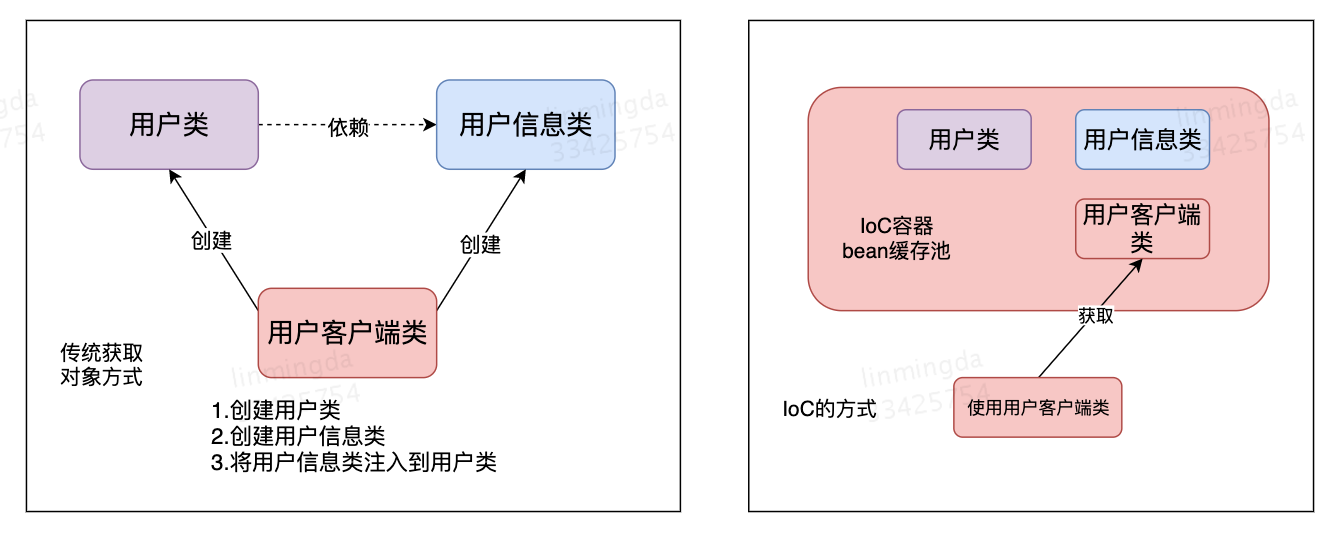 用户类
依赖
用户信息类
创建
创建
用户客户端类
传统获取
对象方式
1.创建用户类
2.创建用户信息类
3.将用户信息类注入到用户类
linmingda
33425754
linmingda
用户类
用户信息类
用户客户端
类
IoC容器
bean缓存池
获取
IoC的方式
使用用户客户端类
linmingda
33425754
linmingda
33425754